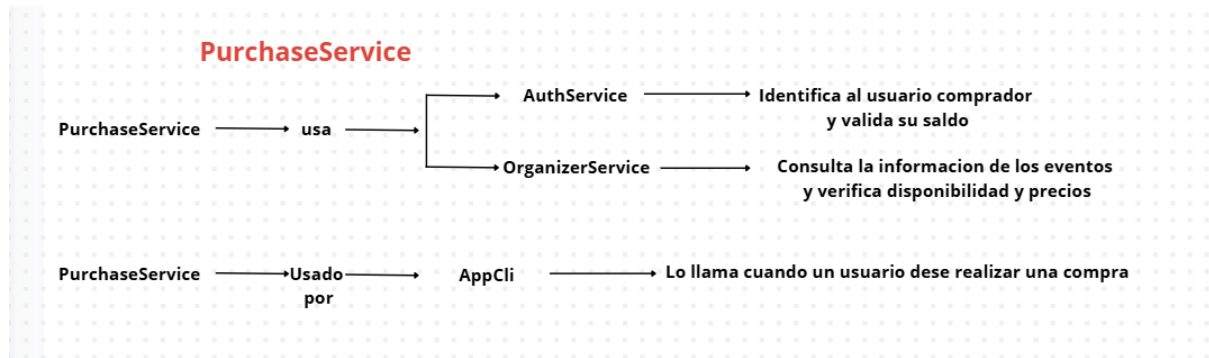 PurchaseService
AuthService
Identifica al usuario comprador
y valida su saldo
PurchaseService
usa
OrganizerService
Consulta la informacion de los eventos
y verifica disponibilidad y precios
PurchaseService
Usado
por
AppCli
Lo llama cuando un usuario dese realizar una compra